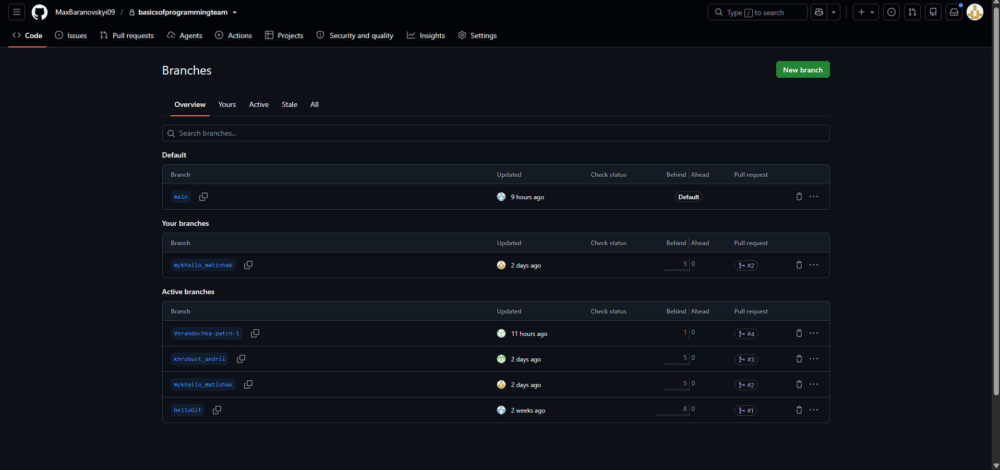 MaxBaranovskyi09 / basicsofprogrammingteam
Type / to search
Code Issues Pull requests Agents Actions Projects Security and quality Insights Settings
Branches
New branch
Overview Yours Active Stale All
Search branches...
Default
Branch Updated Check status Behind Ahead Pull request
main 9 hours ago Default
Your branches
Branch Updated Check status Behind Ahead Pull request
mykhailo_matishak 2 days ago 5 0 #2
Active branches
Branch Updated Check status Behind Ahead Pull request
Verandochka-patch-1 11 hours ago 1 0 #4
khrobust_andrii 2 days ago 5 0 #3
mykhailo_matishak 2 days ago 5 0 #2
helloGit 2 weeks ago 8 0 #1